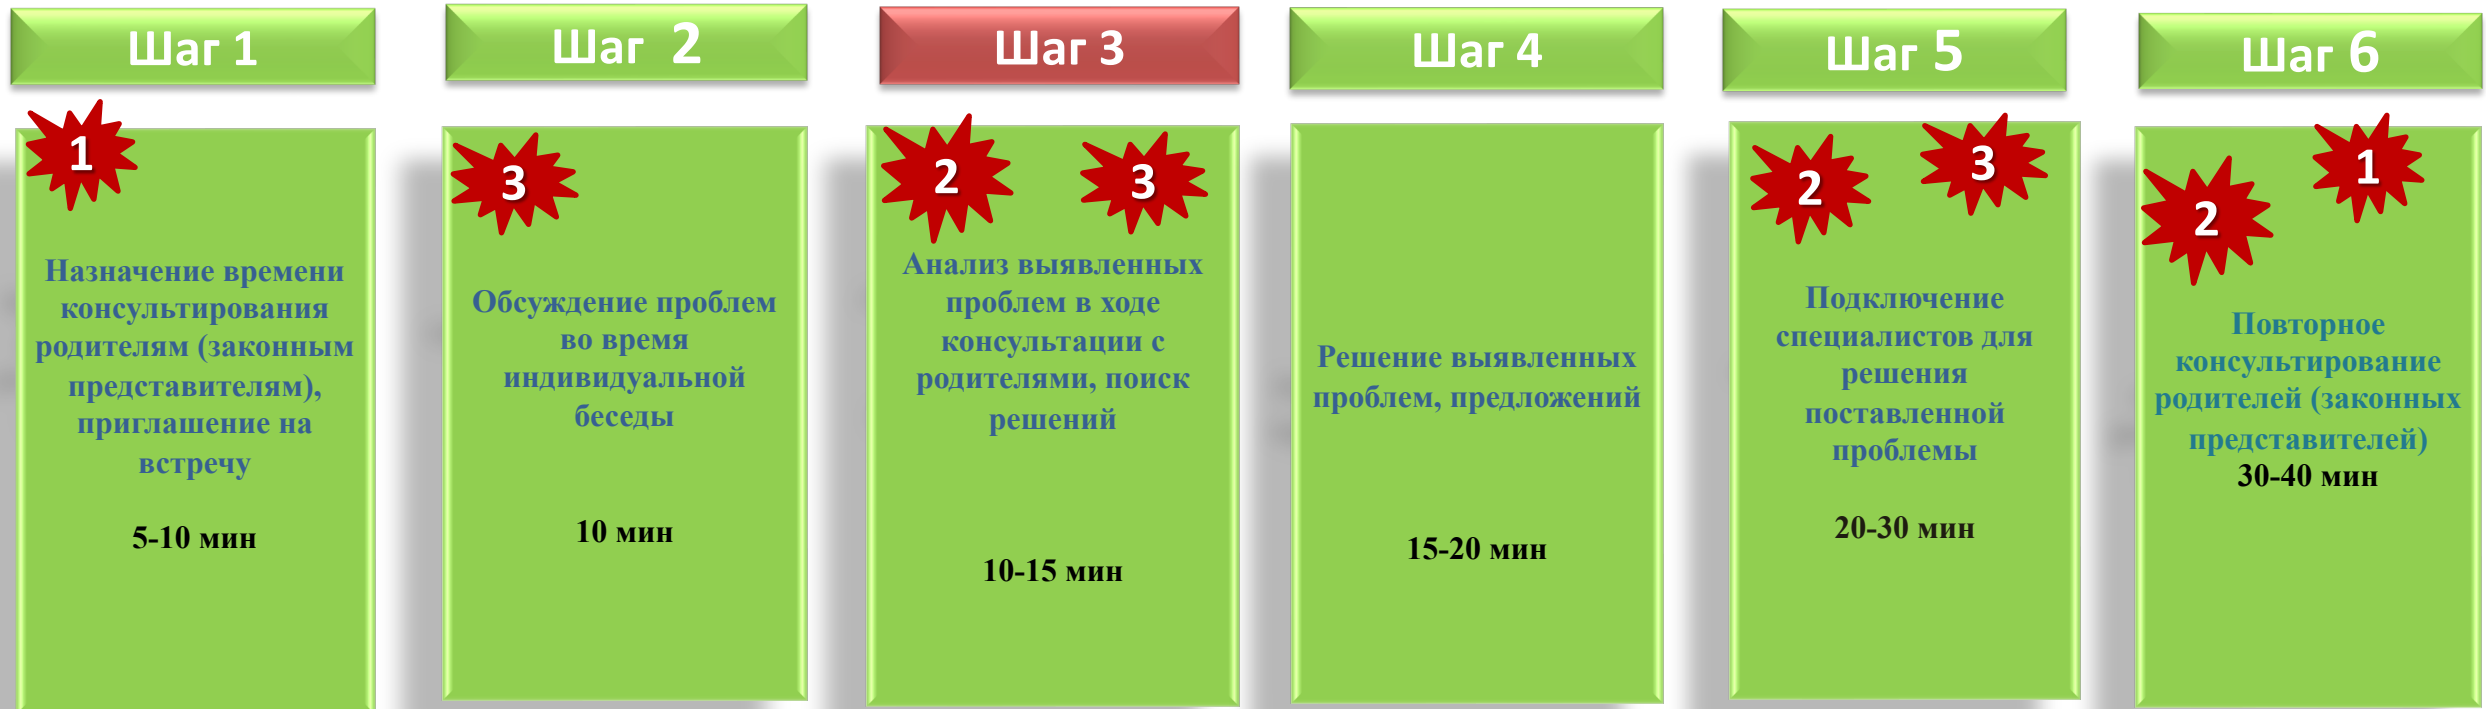 Шаг 1
1
Назначение времени
консультирования
родителям (законным
представителям),
приглашение на
встречу
5-10 мин
Шаг 2
3
Обсуждение проблем
во время
индивидуальной
беседы
10 мин
Шаг 3
2
3
Анализ выявленных
проблем в ходе
консультации с
родителями, поиск
решений
10-15 мин
Шаг 4
Решение выявленных
проблем, предложений
15-20 мин
Шаг 5
2
3
Подключение
специалистов для
решения
поставленной
проблемы
20-30 мин
Шаг 6
2
1
Повторное
консультирование
родителей (законных
представителей)
30-40 мин